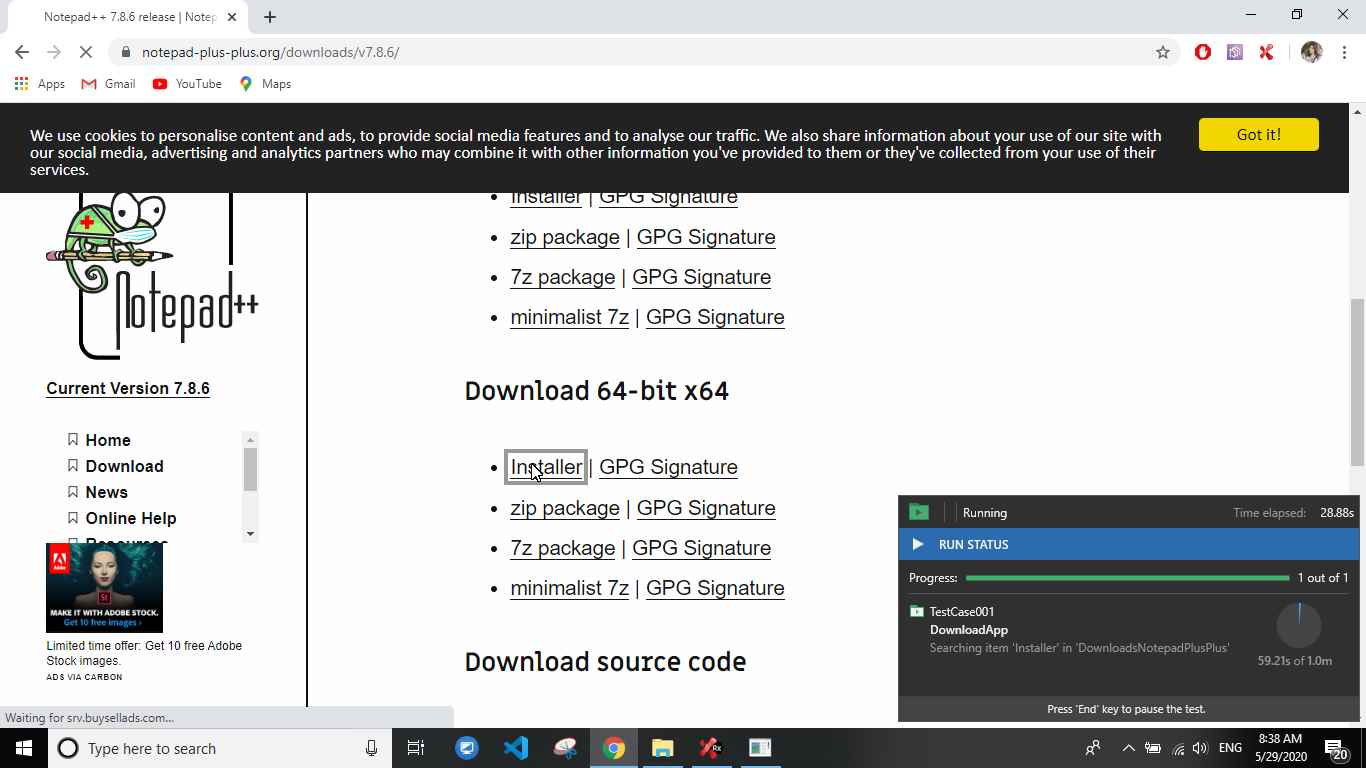 Notepad++ 7.8.6 release | Notep
notepad-plus-plus.org/downloads/v7.8.6/
Apps
Gmail
YouTube
Maps
We use cookies to personalise content and ads, to provide social media features and to analyse our traffic. We also share information about your use of our site with
our social media, advertising and analytics partners who may combine it with other information you've provided to them or they've collected from your use of their
services.
Got it!
Notepad++
Current Version 7.8.6
Home
Download
News
Online Help
Resources
Adobe
St
MAKE IT WITH ADOBE STOCK.
Get 10 free images ›
Limited time offer: Get 10 free Adobe
Stock images.
ADS VIA CARBON
Installer | GPG Signature
zip package | GPG Signature
7z package | GPG Signature
minimalist 7z | GPG Signature
Download 64-bit x64
Installer | GPG Signature
zip package | GPG Signature
7z package | GPG Signature
minimalist 7z | GPG Signature
Download source code
Running
Time elapsed: 28.88s
RUN STATUS
Progress: 1 out of 1
TestCase001
DownloadApp
Searching item 'Installer' in 'DownloadsNotepadPlusPlus'
59.21s of 1.0m
Press 'End' key to pause the test.
Waiting for srv.buysellads.com...
Type here to search
Rx
ENG
8:38 AM
5/29/2020
20